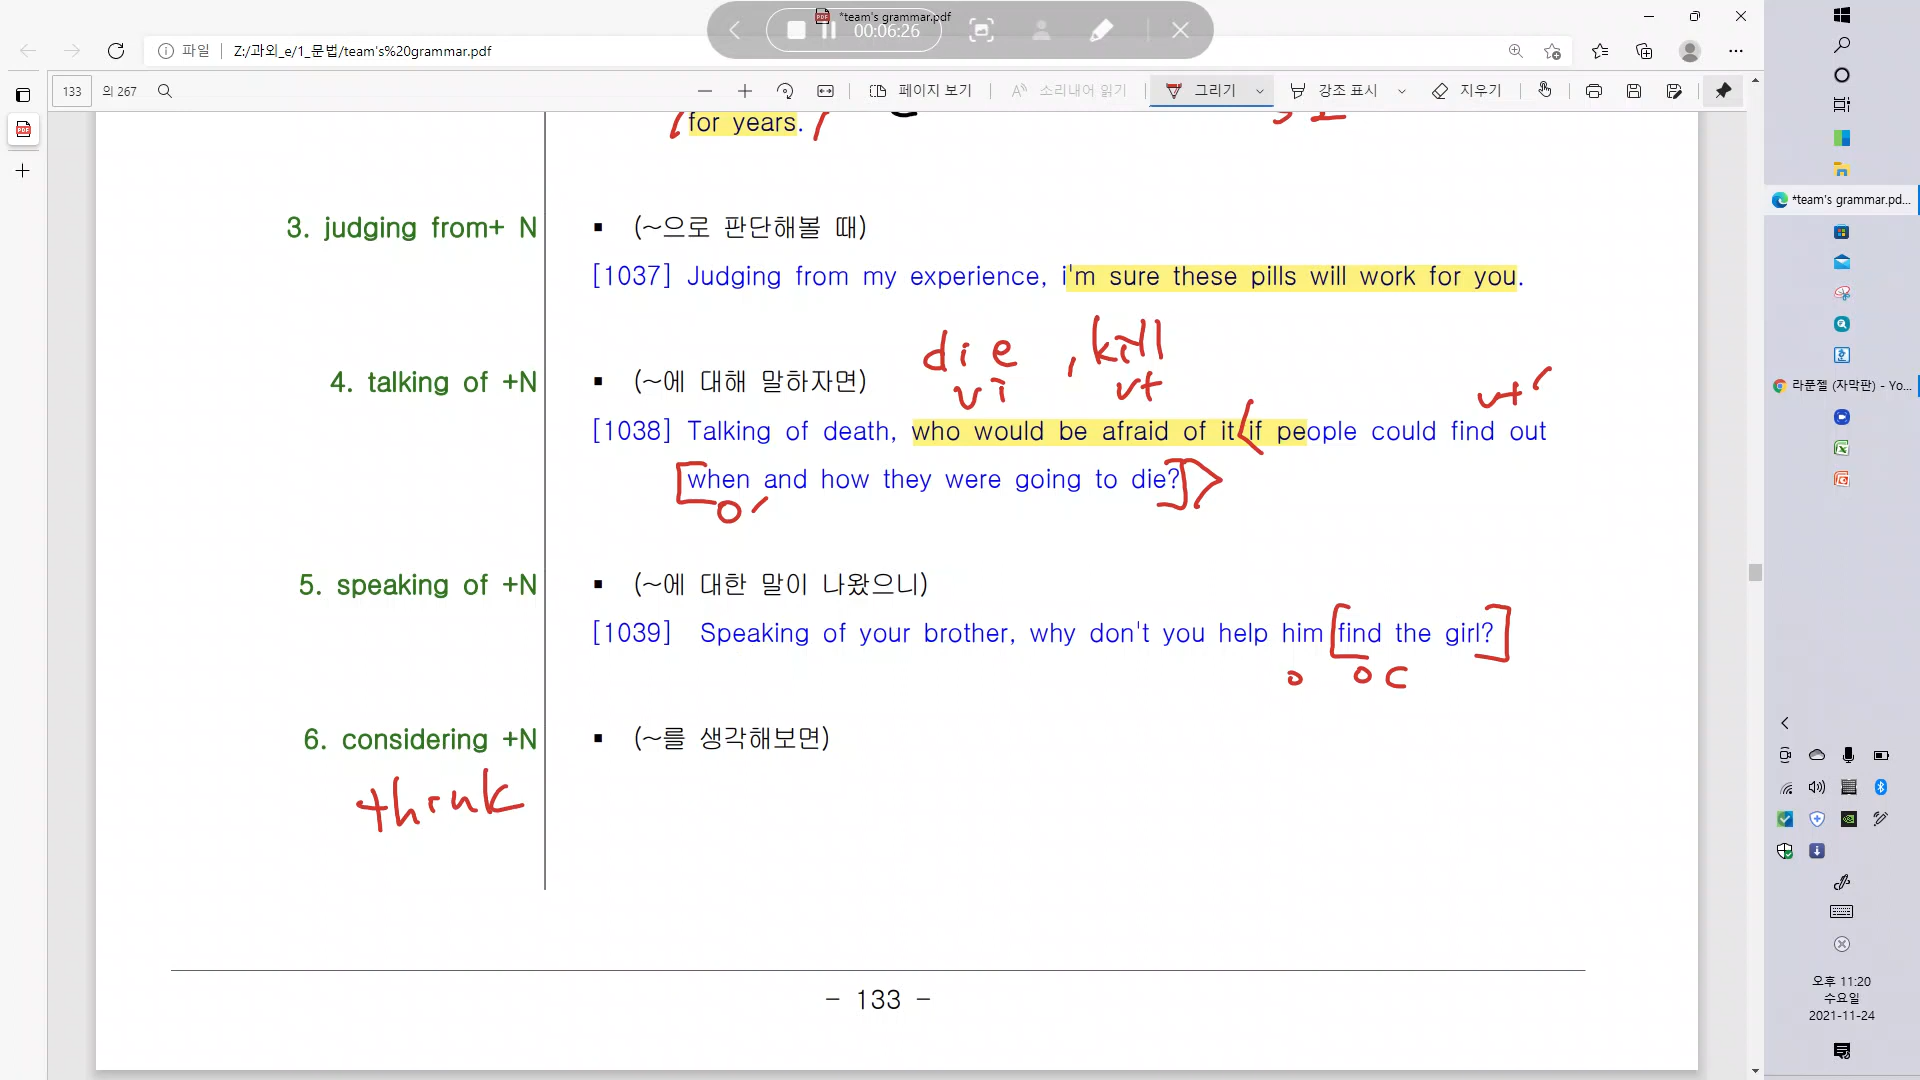 *team's grammar.pdf
00:06:26
파일
Z:/과외_e/1_문법/team's%20grammar.pdf
133 의 267
페이지 보기
소리내어 읽기
그리기
강조 표시
지우기
for years.
3. judging from+ N
▪ (~으로 판단해볼 때)
[1037] Judging from my experience, i'm sure these pills will work for you.
die , kill
vi vt
4. talking of +N
▪ (~에 대해 말하자면)
vt
[1038] Talking of death, who would be afraid of it if people could find out
when and how they were going to die?
O
5. speaking of +N
▪ (~에 대한 말이 나왔으니)
[1039] Speaking of your brother, why don't you help him find the girl?
o oc
6. considering +N
▪ (~를 생각해보면)
think
- 133 -
*team's grammar.pd...
라푼젤 (자막판) - Yo...
오후 11:20
수요일
2021-11-24